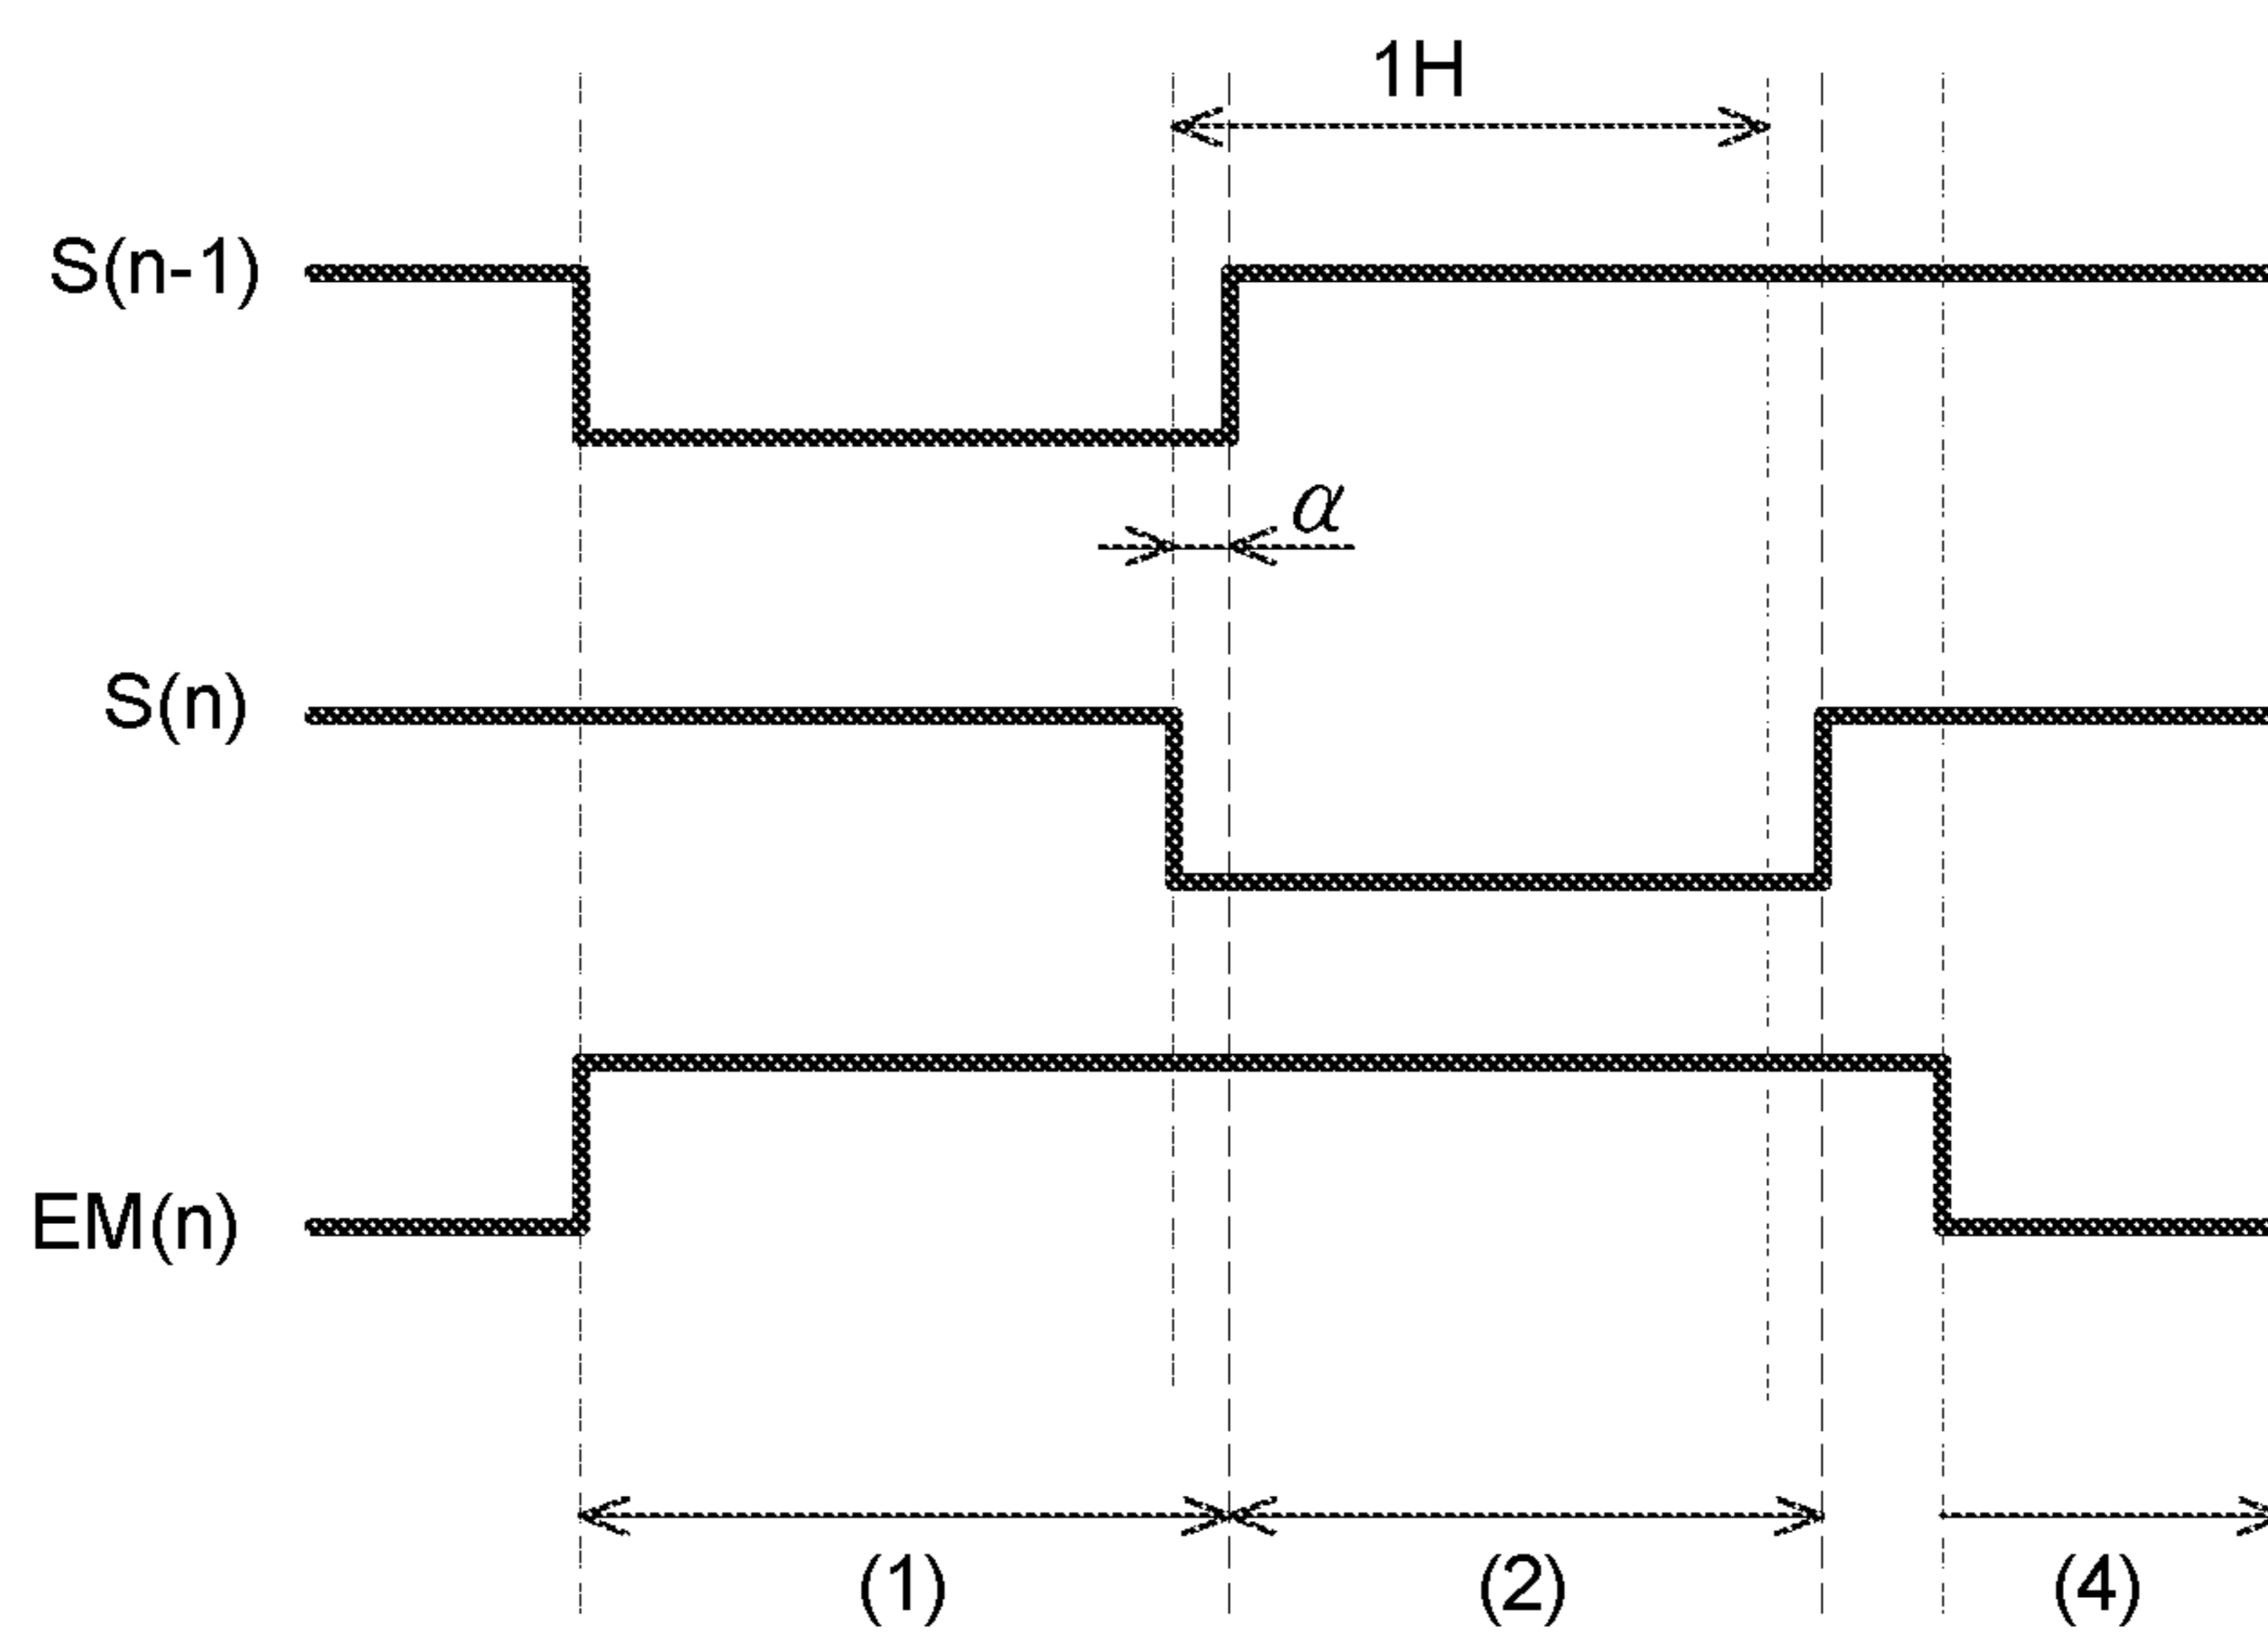 1H
S(n-1)
α
S(n)
EM(n)
(1)
(2)
(4)